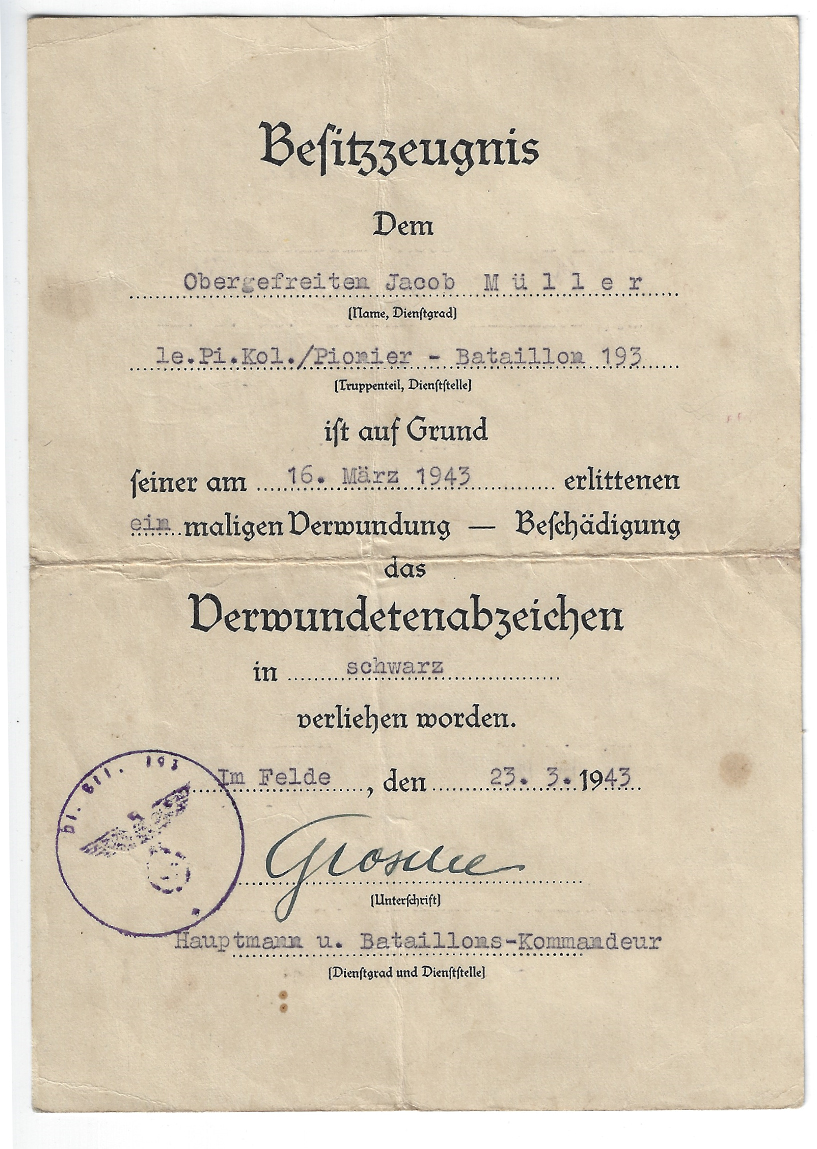 Besitzzeugnis
Dem
Obergefreiten Jacob Müller
(Name, Dienstgrad)
le.Pi.Kol./Pionier - Bataillon 193
(Truppenteil, Dienststelle)
ist auf Grund
seiner am 16. März 1943 erlittenen
ein maligen Verwundung — Beschädigung
das
Verwundetenabzeichen
in schwarz
verliehen worden.
Im Felde, den 23. 3. 1943
(Unterschrift)
Hauptmann u. Bataillons-Kommandeur
(Dienstgrad und Dienststelle)
193